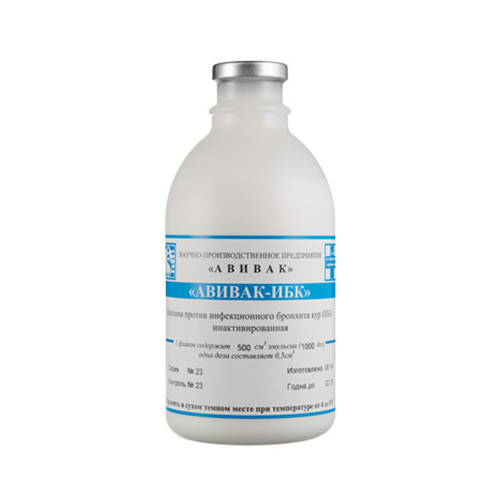 НАУЧНО-ПРОИЗВОДСТВЕННОЕ ПРЕДПРИЯТИЕ
«АВИВАК»
«АВИВАК-ИБК»
против инфекционного бронхита кур (ИБК)
инактивированная
1 флакон содержит 500 см³ эмульсии /1000 доз
одна доза составляет 0,5см³
Серия № 23
Изготовлена
Контроль № 23
Годна до
в сухом темном месте при температуре от 4 до